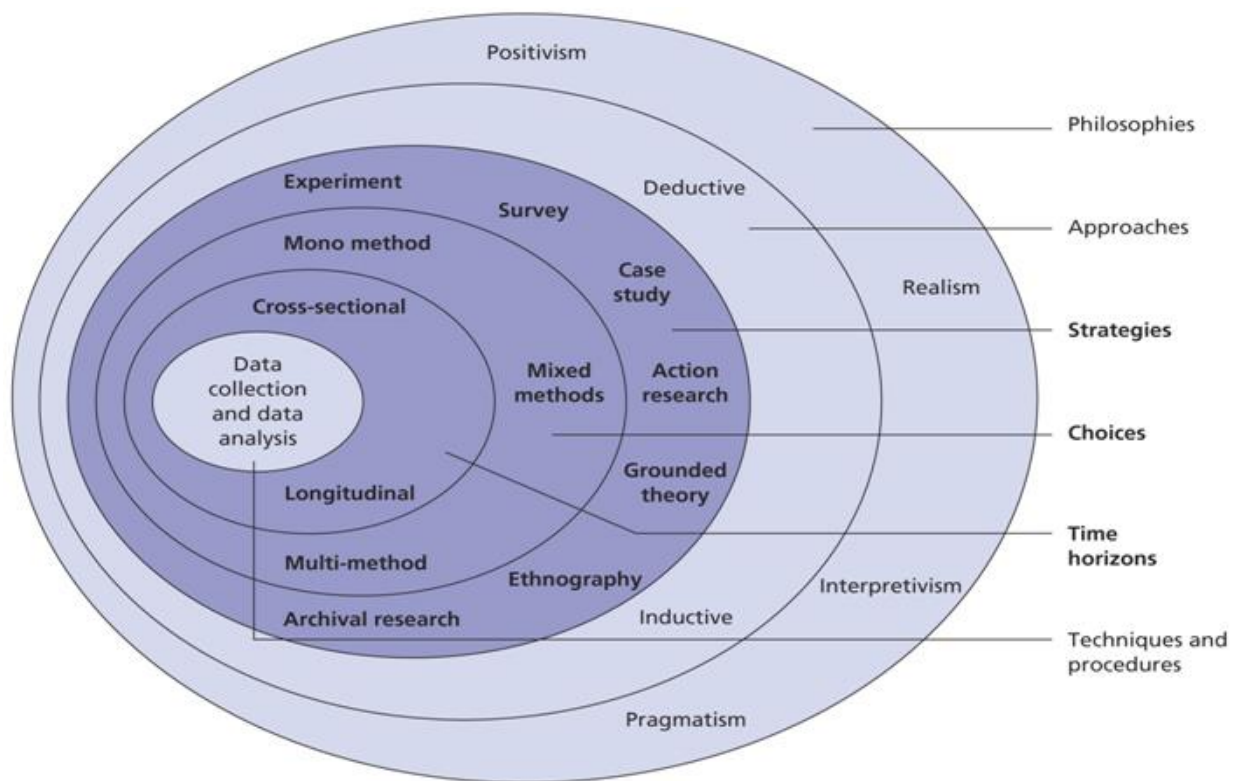 Positivism
Philosophies
Deductive
Experiment
Survey
Approaches
Mono method
Case
study
Realism
Cross-sectional
Strategies
Data
collection
and data
analysis
Mixed
methods
Action
research
Choices
Grounded
theory
Longitudinal
Time
horizons
Multi-method
Ethnography
Interpretivism
Archival research
Inductive
Techniques and
procedures
Pragmatism